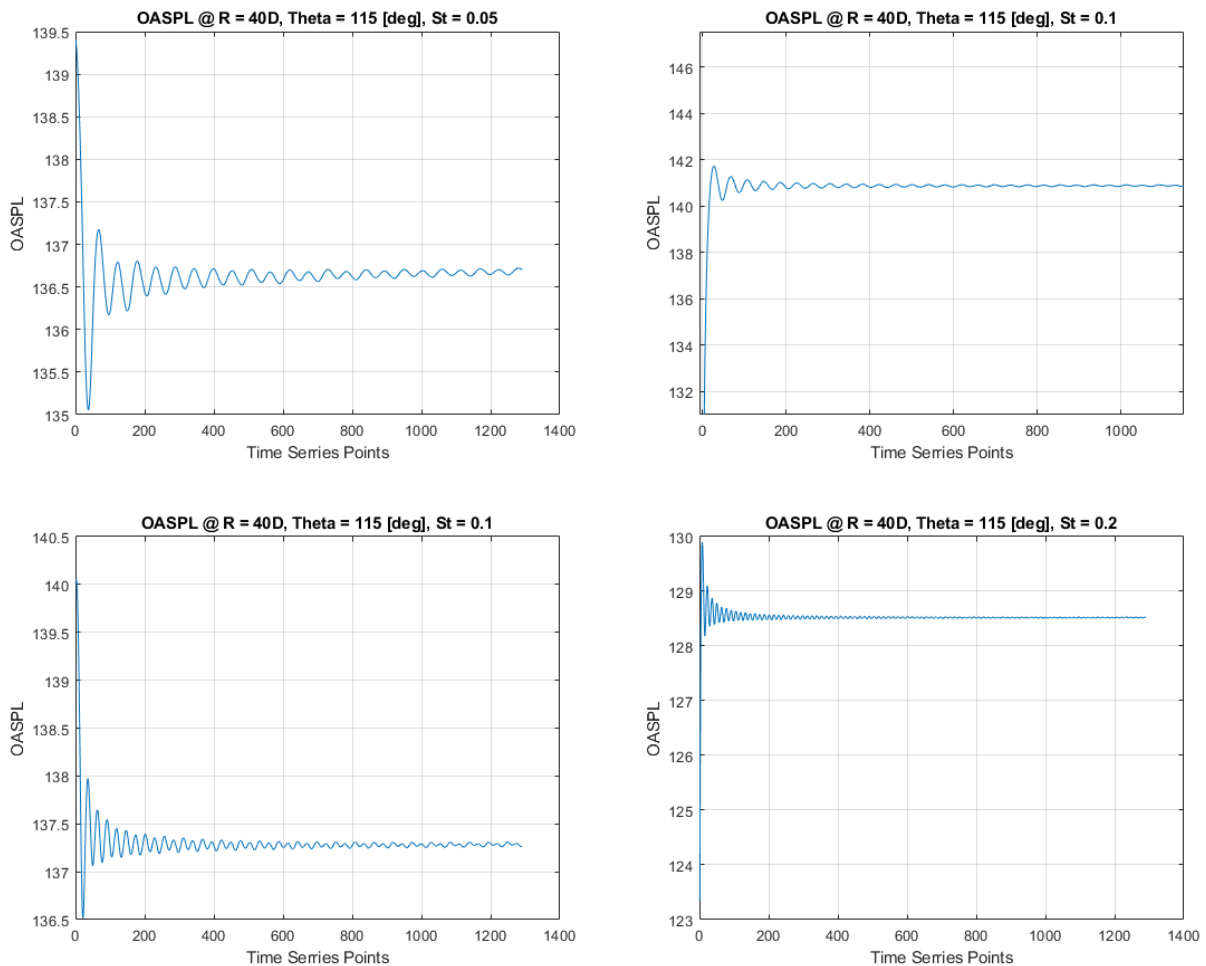 OASPL @ R = 40D, Theta = 115 [deg], St = 0.05
139.5
139
138.5
138
137.5
137
136.5
136
135.5
135
OASPL
0 200 400 600 800 1000 1200 1400
Time Serries Points
OASPL @ R = 40D, Theta = 115 [deg], St = 0.1
146
144
142
140
138
136
134
132
OASPL
0 200 400 600 800 1000
Time Serries Points
OASPL @ R = 40D, Theta = 115 [deg], St = 0.1
140.5
140
139.5
139
138.5
138
137.5
137
136.5
OASPL
0 200 400 600 800 1000 1200 1400
Time Serries Points
OASPL @ R = 40D, Theta = 115 [deg], St = 0.2
130
129
128
127
126
125
124
123
OASPL
0 200 400 600 800 1000 1200 1400
Time Serries Points